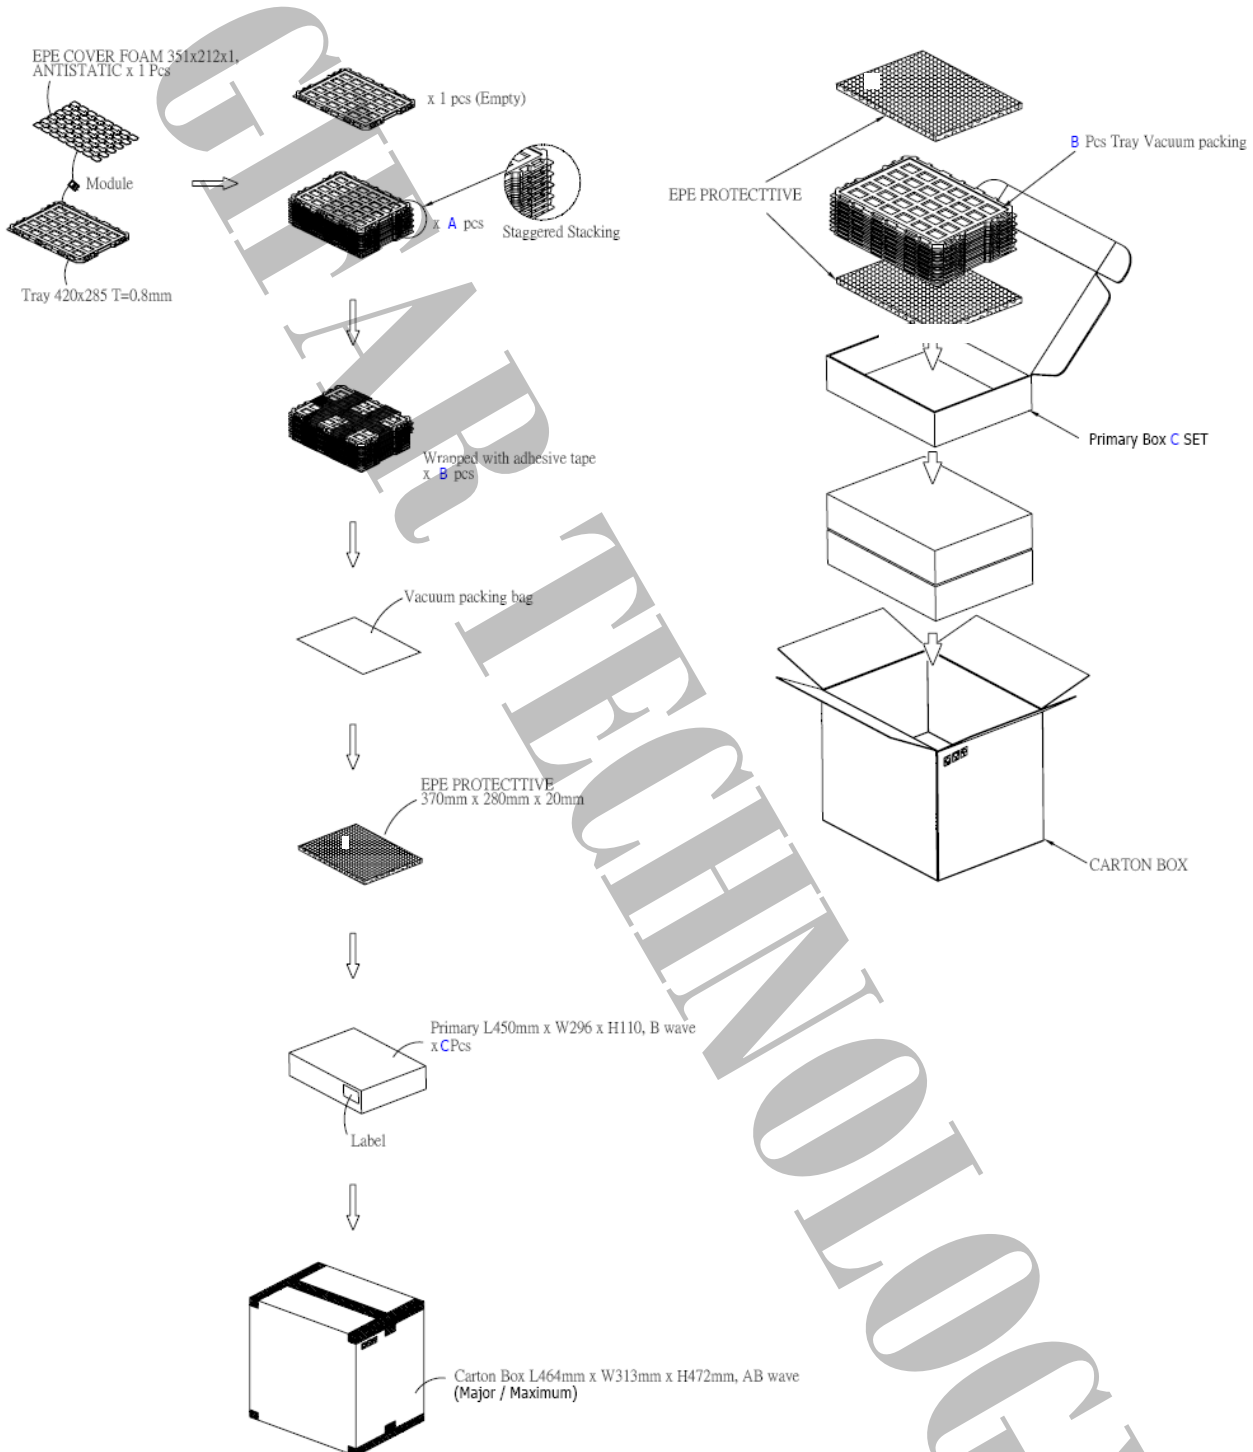 EPE COVER FOAM 351x212x1,
ANTISTATIC x 1 Pcs
Module
Tray 420x285 T=0.8mm
x 1 pcs (Empty)
x A pcs
Staggered Stacking
Wrapped with adhesive tape
x B pcs
Vacuum packing bag
EPE PROTECTTIVE
370mm x 280mm x 20mm
Primary L450mm x W296 x H110, B wave
x C Pcs
Label
Carton Box L464mm x W313mm x H472mm, AB wave
(Major / Maximum)
B Pcs Tray Vacuum packing
EPE PROTECTTIVE
Primary Box C SET
CARTON BOX